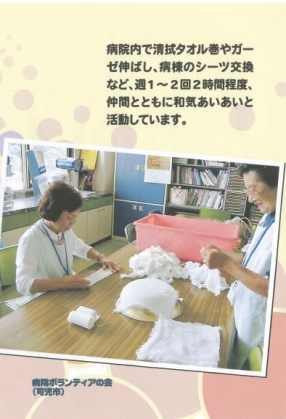 病院内で清拭タオル巻やガー
ゼ伸ばし、病棟のシーツ交換
など、週1～2回2時間程度、
仲間とともに和気あいあいと
活動しています。
病院ボランティアの会
(可児市)